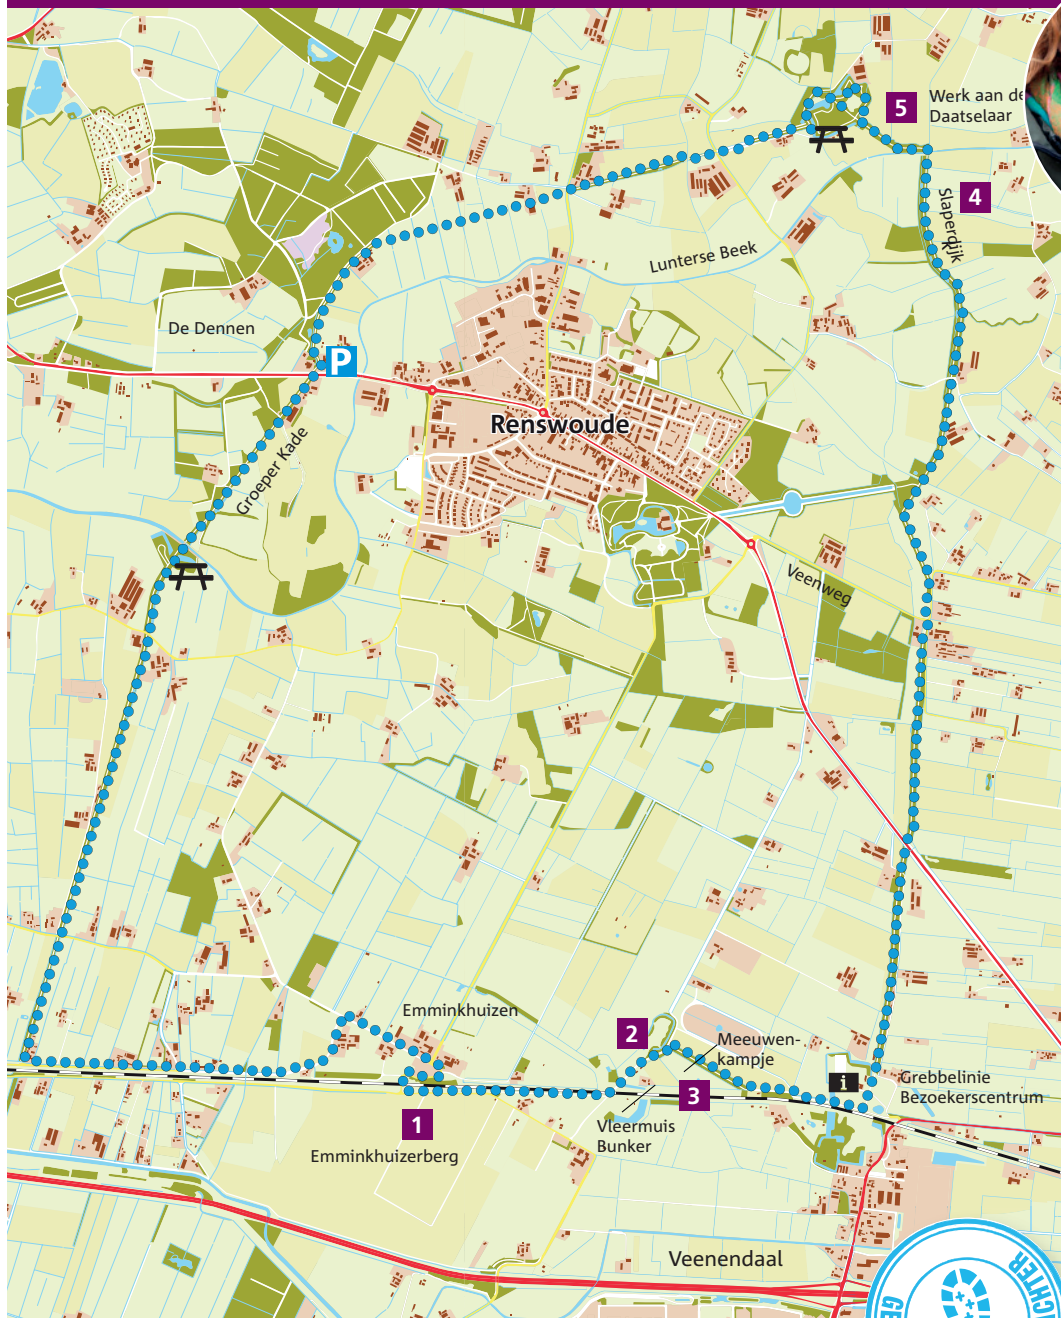 5
Werk aan de
Daatselaar
4
Slaperdijk
Lunterse Beek
De Dennen
P
Renswoude
Groeper Kade
Veenweg
Emminkhuizen
2
Meeuwen-
kampje
i
Grebbelinie
Bezoekerscentrum
3
1
Vleermuis
Bunker
Emminkhuizerberg
Veenendaal